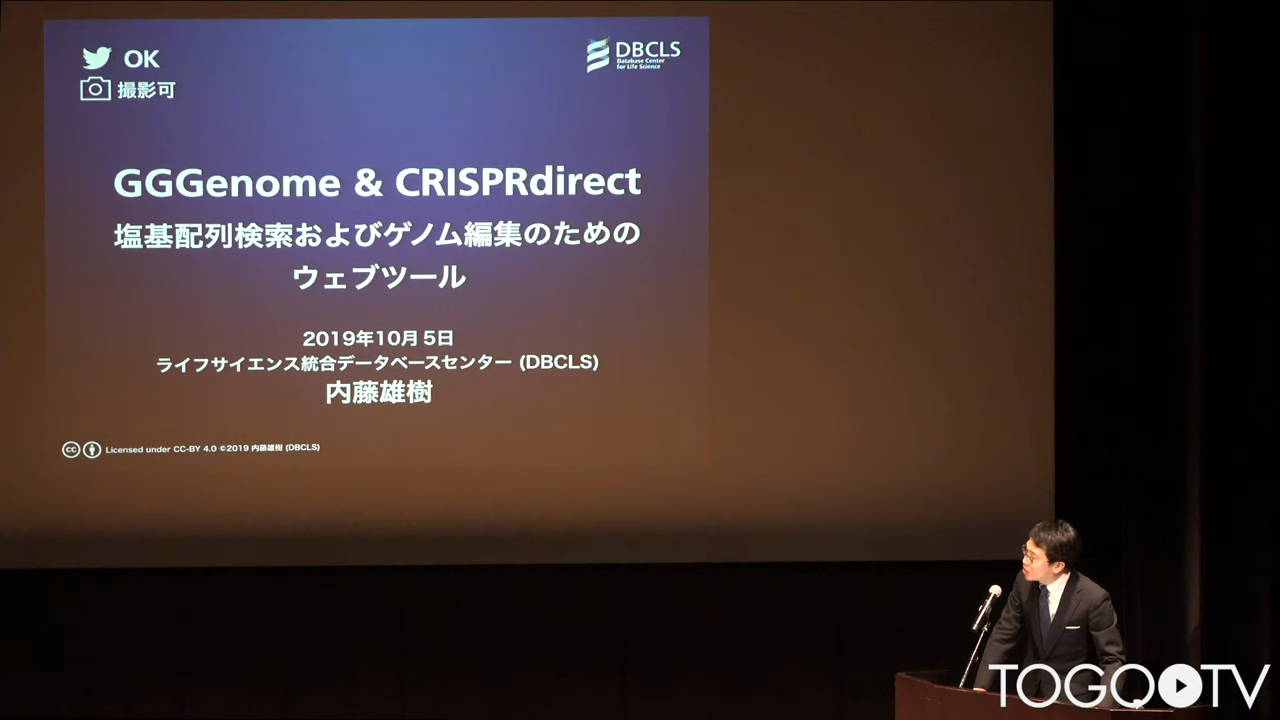 OK
撮影可
DBCLS
Database Center
for Life Science
GGGenome & CRISPRdirect
塩基配列検索およびゲノム編集のための
ウェブツール
2019年10月5日
ライフサイエンス統合データベースセンター (DBCLS)
内藤雄樹
cc Licensed under CC-BY 4.0 ©2019 内藤雄樹 (DBCLS)
TOGOTV